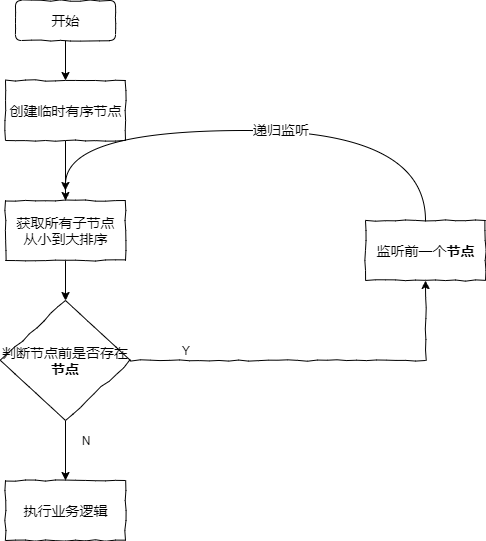 开始
创建临时有序节点
递归监听
获取所有子节点
从小到大排序
监听前一个节点
判断节点前是否存在
节点
Y
N
执行业务逻辑